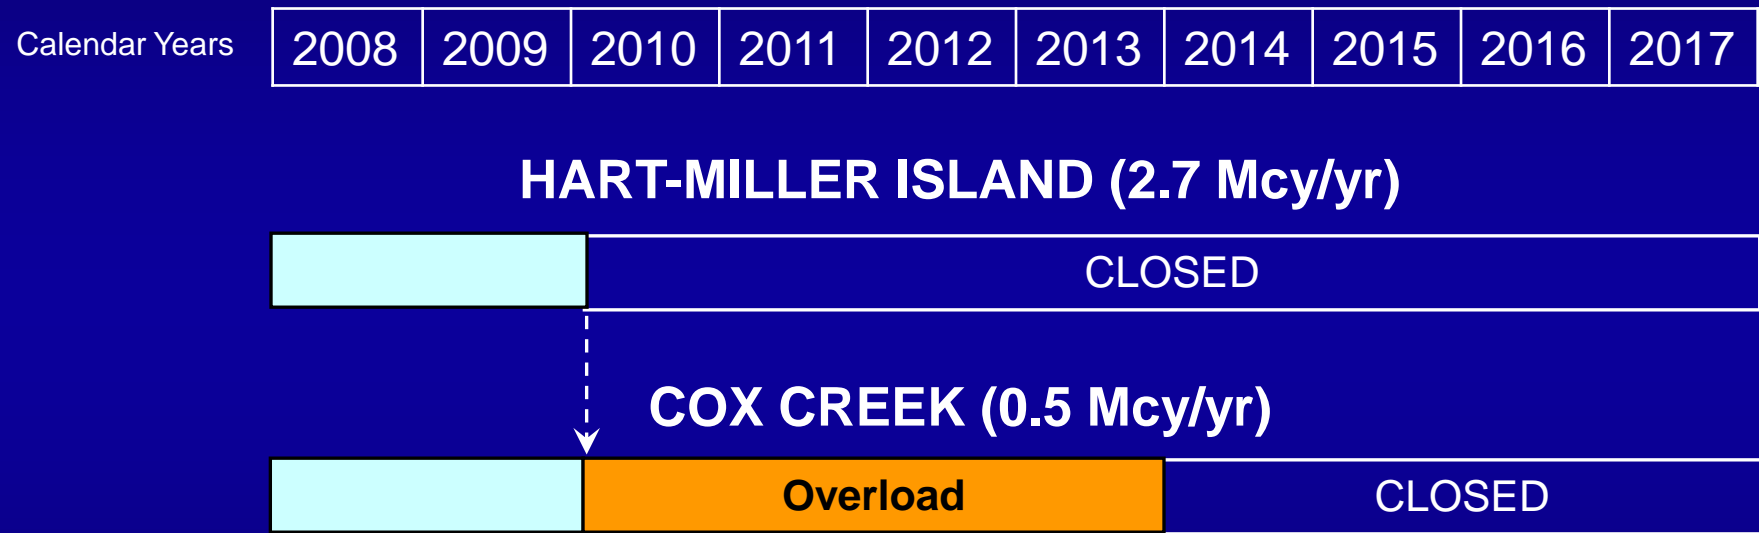 Calendar Years 2008 2009 2010 2011 2012 2013 2014 2015 2016 2017
HART-MILLER ISLAND (2.7 Mcy/yr)
CLOSED
COX CREEK (0.5 Mcy/yr)
Overload CLOSED